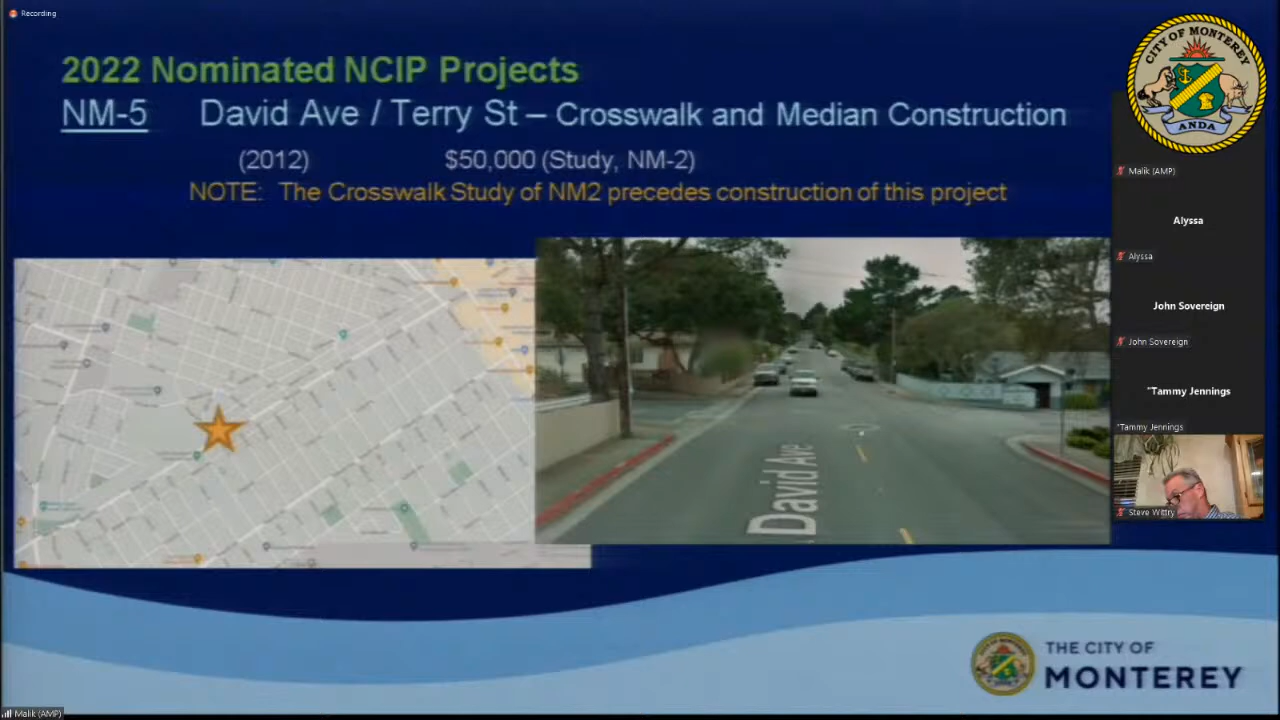 Recording
2022 Nominated NCIP Projects
NM-5 David Ave / Terry St – Crosswalk and Median Construction
(2012) $50,000 (Study, NM-2)
NOTE: The Crosswalk Study of NM2 precedes construction of this project
David Ave
CITY OF MONTEREY
ANDA
Malik (AMP)
Alyssa
Alyssa
John Sovereign
John Sovereign
"Tammy Jennings
"Tammy Jennings
Steve Wittry
THE CITY OF
MONTEREY
Malik (AMP)